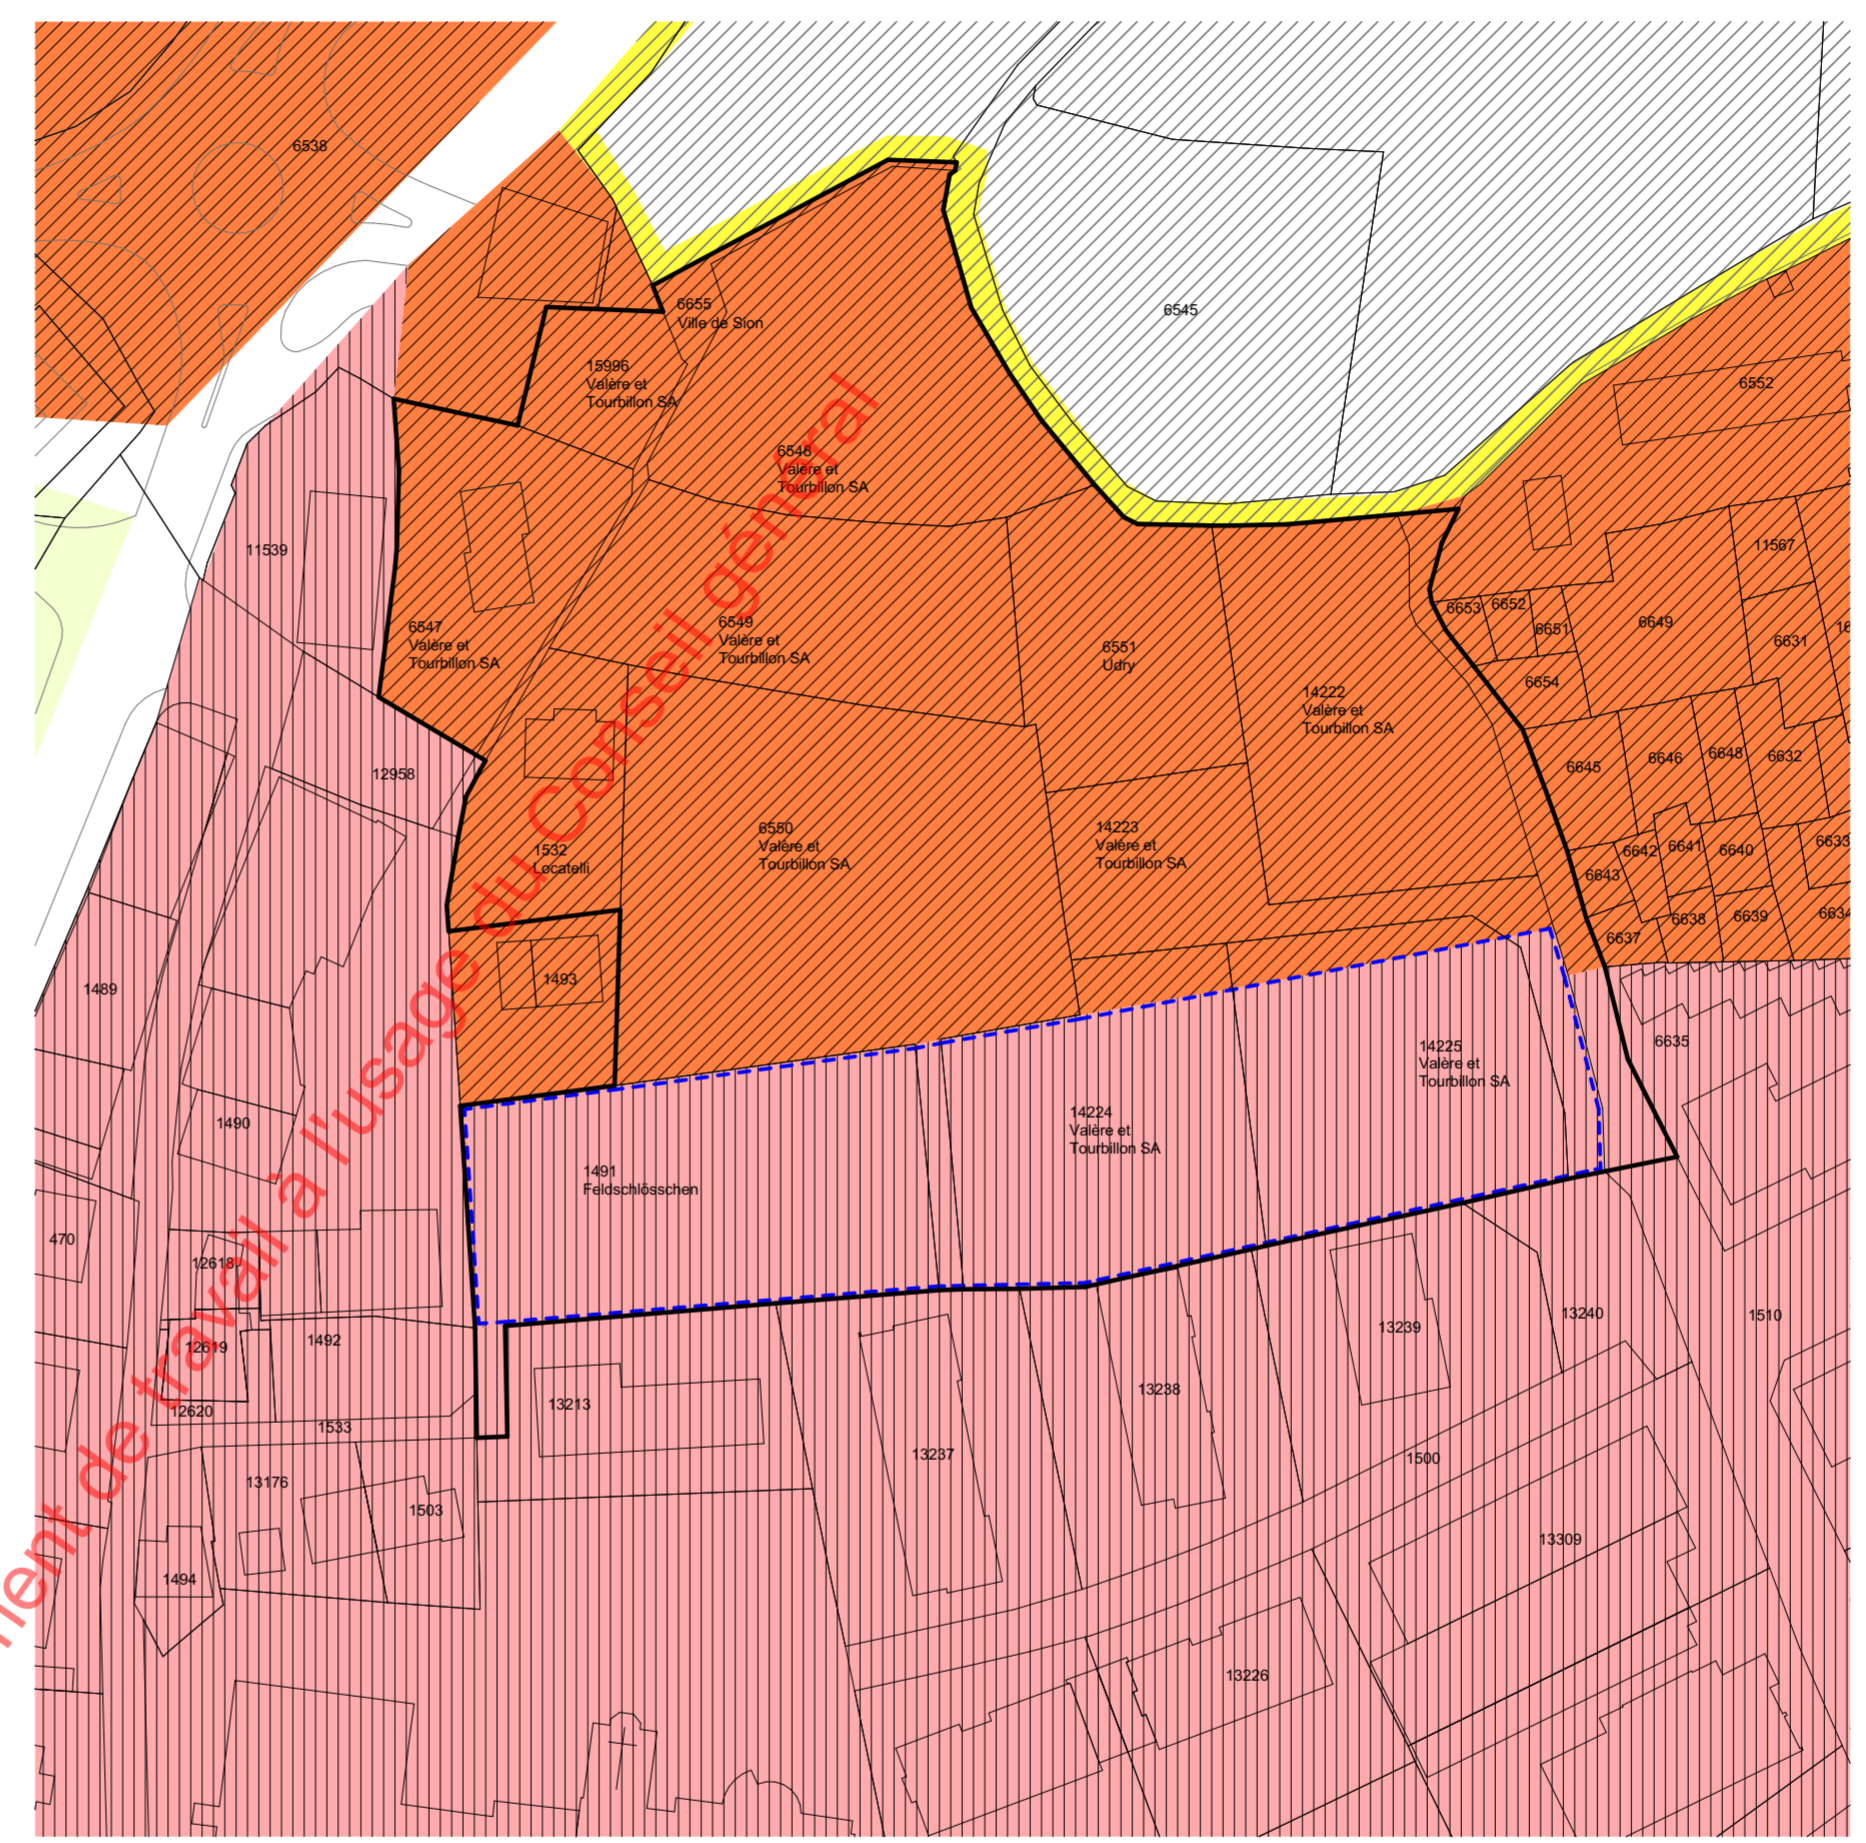 6538
6655
Ville de Sion
6545
15996
Valère et
Tourbillon SA
6552
6548
Valère et
Tourbillon SA
11539
11567
6547
Valère et
Tourbillon SA
6549
Valère et
Tourbillon SA
6551
Udry
6653
6652
6651
6649
6631
16
6654
14222
Valère et
Tourbillon SA
12958
6645
6646
6648
6632
1532
Locatelli
6550
Valère et
Tourbillon SA
14223
Valère et
Tourbillon SA
6643
6642
6641
6640
6633
6638
6639
6634
6637
1489
1493
6635
1490
14225
Valère et
Tourbillon SA
14224
Valère et
Tourbillon SA
1491
Feldschlösschen
470
12618
12619
1492
12620
1533
13213
13238
13239
13240
1510
13176
1503
13237
1500
1494
13309
13226
ment de travail à l'usage du Conseil général